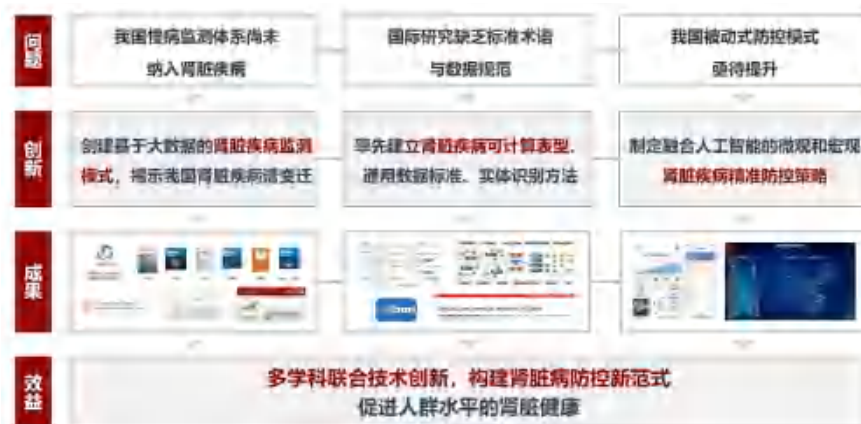 问题
我国慢病监测体系尚未
纳入肾脏疾病
国际研究缺乏标准术语
与数据规范
我国被动式防控模式
亟待提升
创新
创建基于大数据的肾脏疾病监测
模式，揭示我国肾脏疾病谱变迁
率先建立肾脏疾病可计算表型、
通用数据标准、实体识别方法
制定融合人工智能的微观和宏观
肾脏疾病精准防控策略
成果
效益
多学科联合技术创新，构建肾脏病防控新范式
促进人群水平的肾脏健康